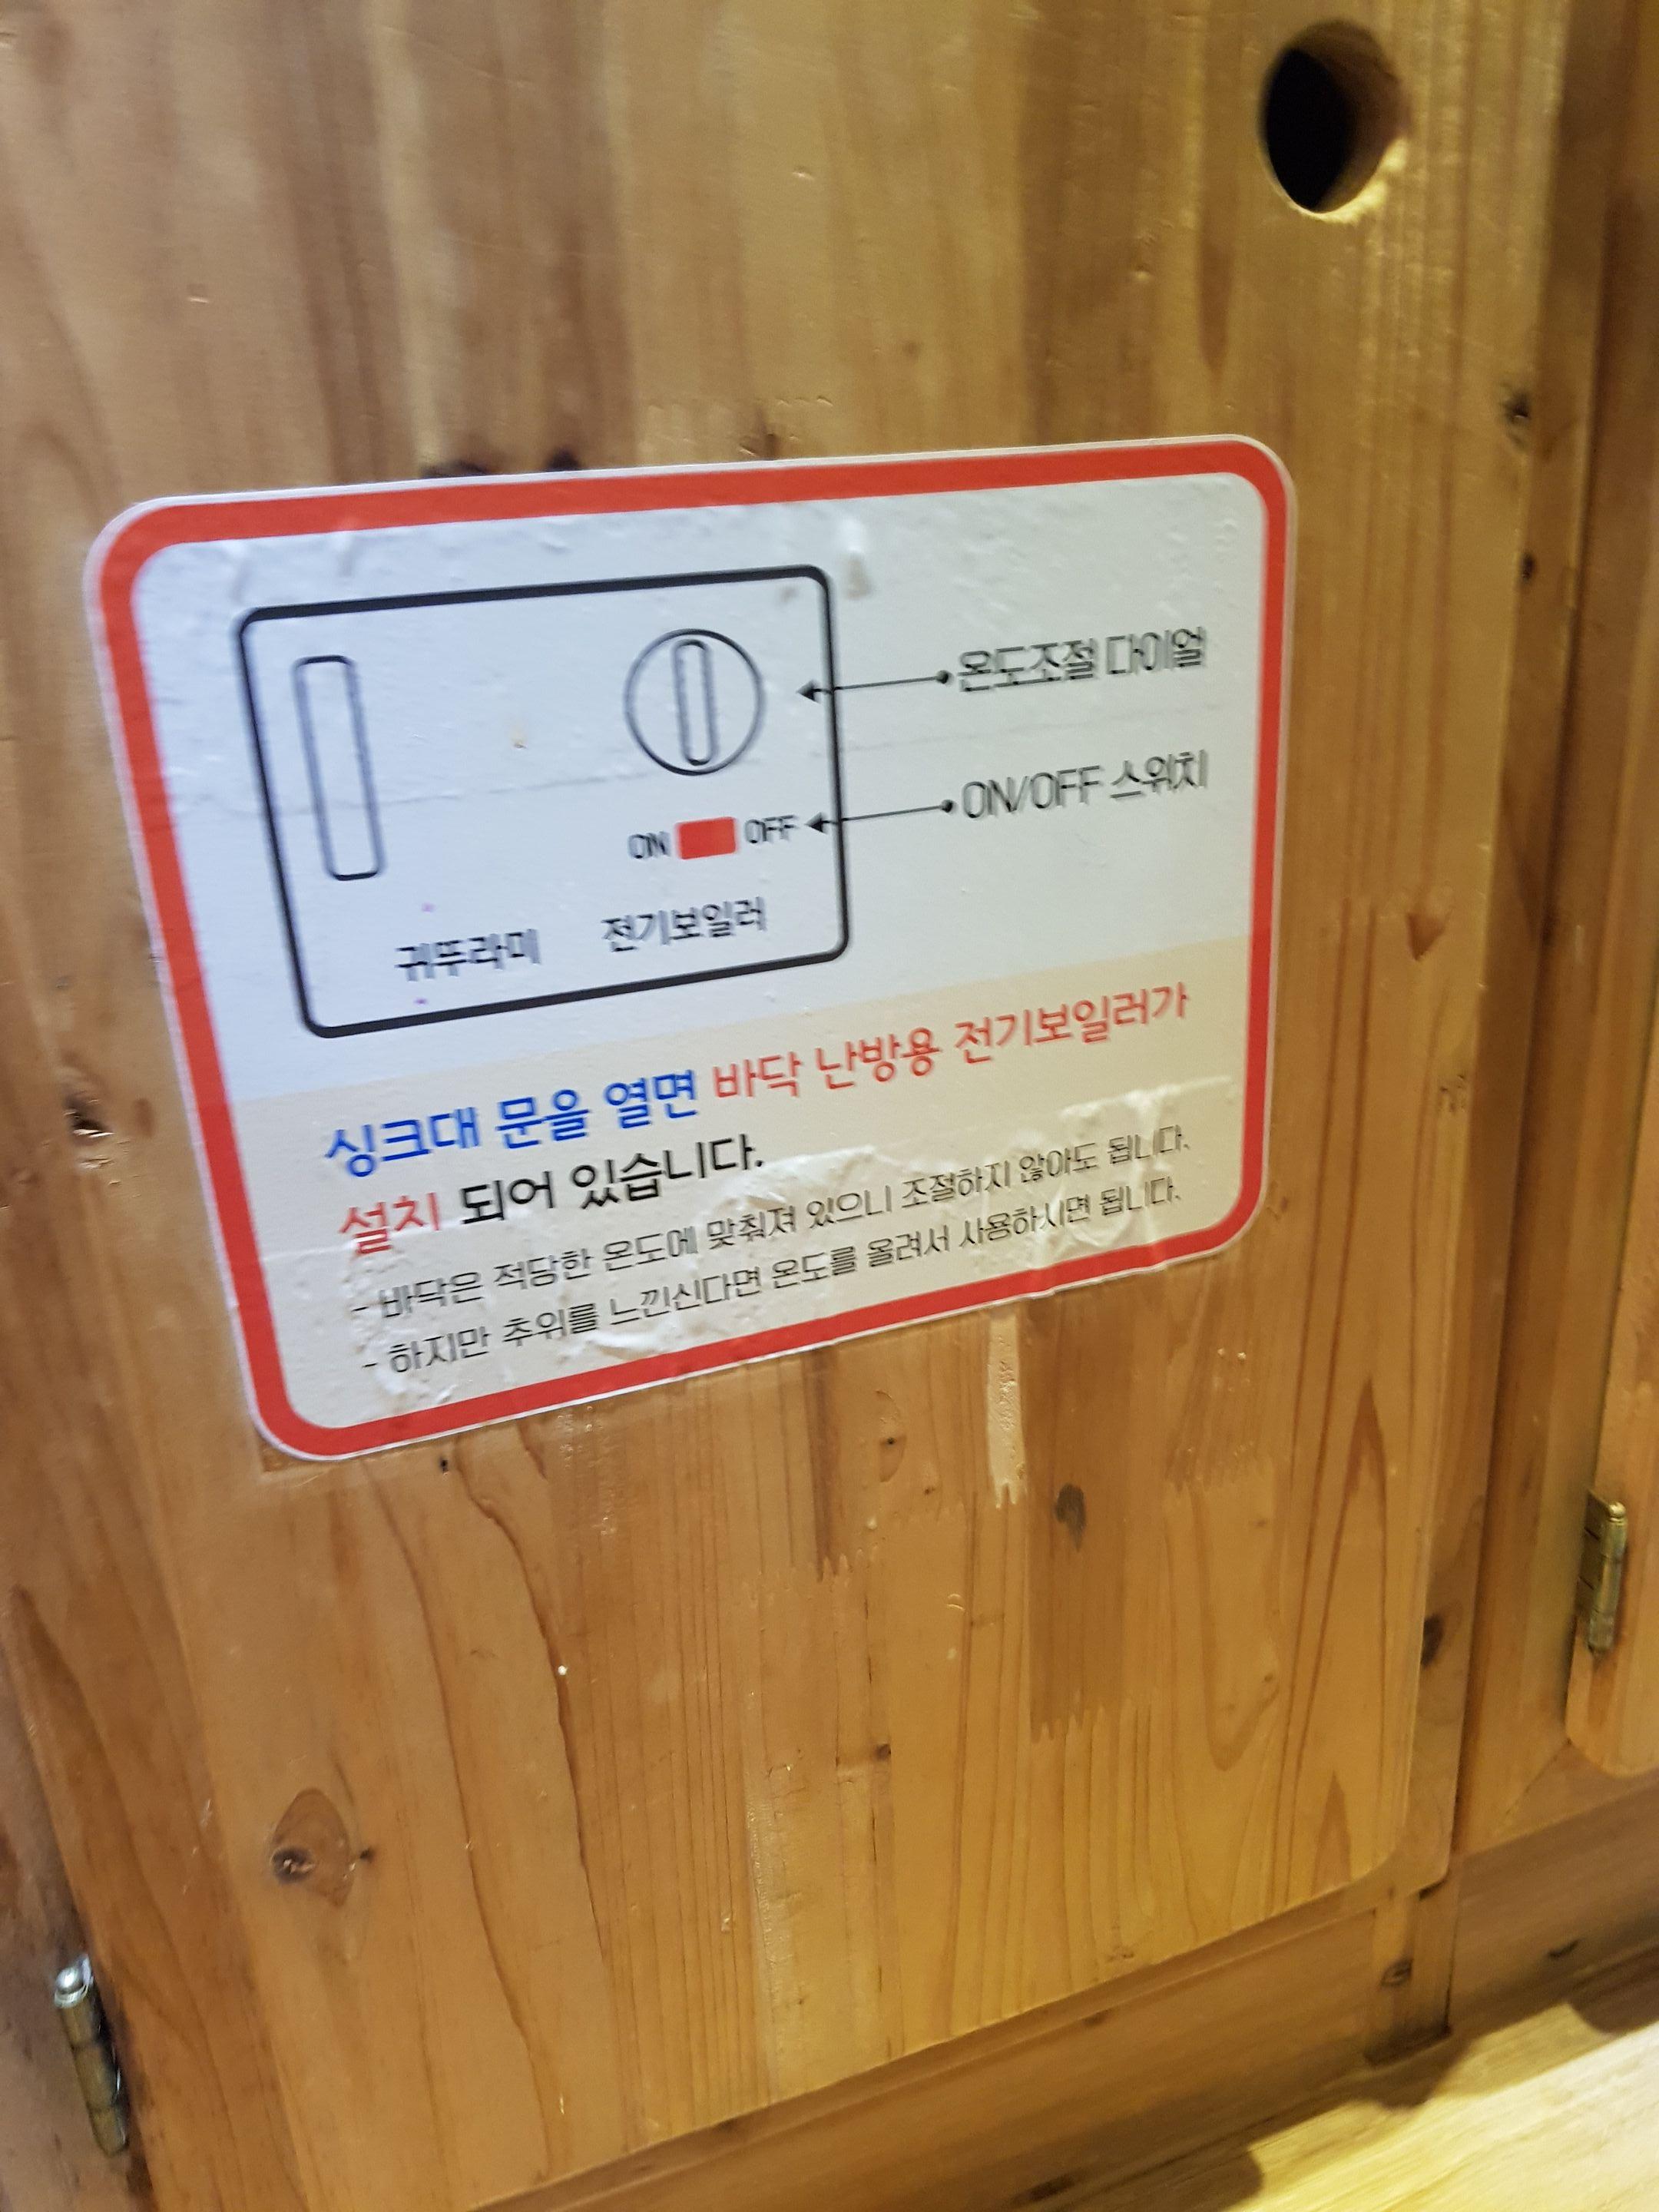 온도조절 다이얼
ON OFF ON/OFF 스위치
귀뚜라미 전기보일러
싱크대 문을 열면 바닥 난방용 전기보일러가
설치 되어 있습니다.
- 바닥은 적당한 온도에 맞춰져 있으니 조절하지 않아도 됩니다.
- 하지만 추위를 느낀신다면 온도를 올려서 사용하시면 됩니다.